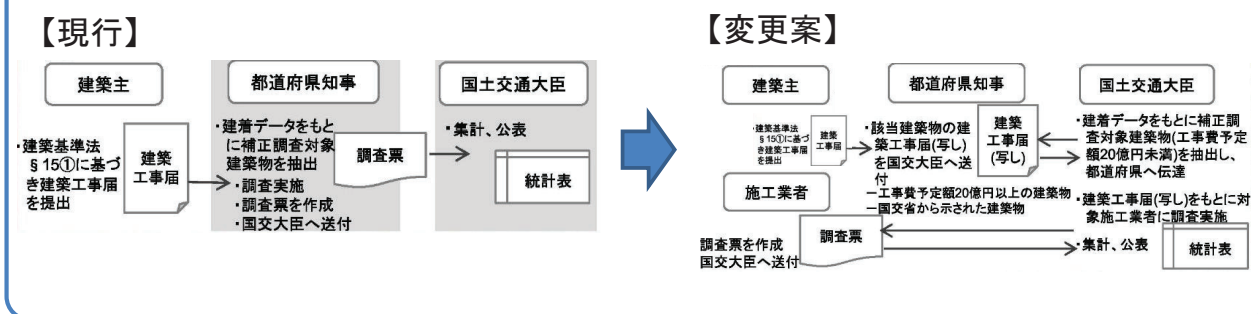 【現行】
建築主
都道府県知事
国土交通大臣
・建築基準法
§15①に基づ
き建築工事届
を提出
建築
工事届
・建着データをもと
に補正調査対象
建築物を抽出
・調査実施
・調査票を作成
・国交大臣へ送付
調査票
・集計、公表
統計表
【変更案】
建築主
都道府県知事
国土交通大臣
・建築基準法
§15①に基づ
き建築工事届
を提出
建築
工事届
・該当建築物の建
築工事届(写し)
を国交大臣へ送
付
ー工事費予定額20億円以上の建築物
ー国交省から示された建築物
建築
工事届
(写し)
・建着データをもとに補正調
査対象建築物(工事費予定
額20億円未満)を抽出し、
都道府県へ伝達
・建築工事届(写し)をもとに対
象施工業者に調査実施
施工業者
調査票を作成
国交大臣へ送付
調査票
・集計、公表
統計表